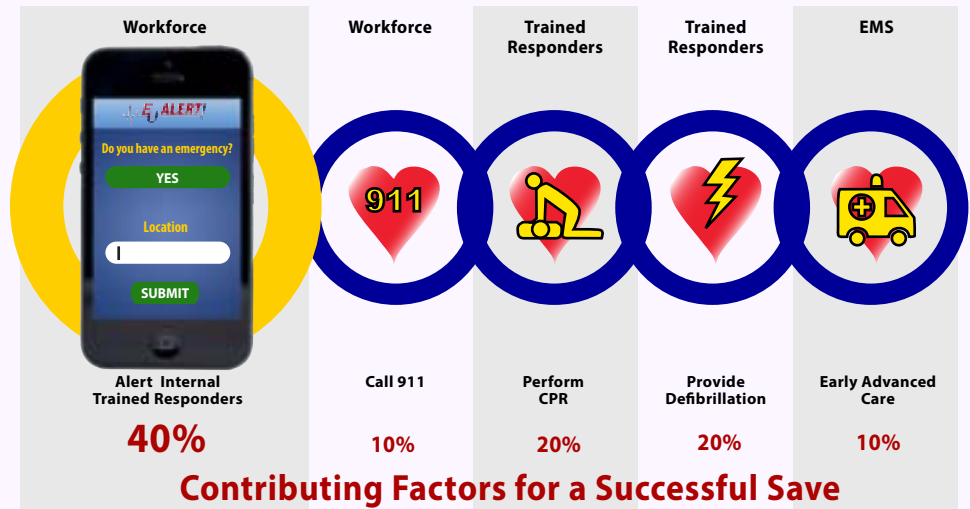 Workforce
Workforce
Trained
Responders
Trained
Responders
EMS
ALERT!
Do you have an emergency?
YES
Location
SUBMIT
911
Alert Internal
Trained Responders
40%
Call 911
10%
Perform
CPR
20%
Provide
Defibrillation
20%
Early Advanced
Care
10%
Contributing Factors for a Successful Save